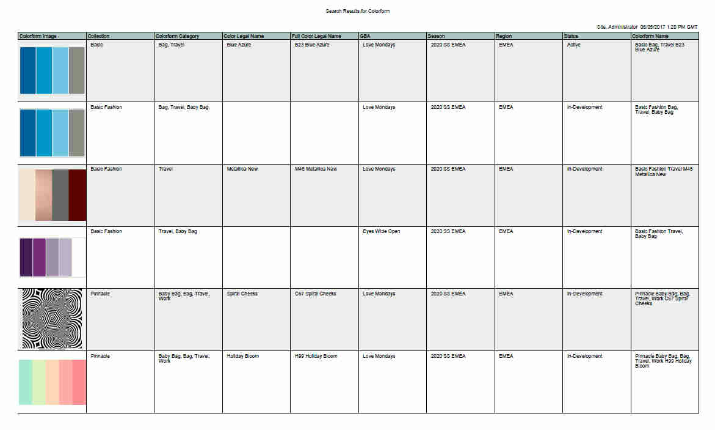 Search Results for Colorform
Site, Administrator 05/25/2017 1:20 PM GMT
Colorform Image Collection Colorform Category Color Legal Name Full Color Legal Name GBA Season Region Status Colorform Name
Basic Bag, Travel Blue Azure B23 Blue Azure Love Mondays 2020 SS EMEA EMEA Active Basic Bag, Travel B23
Blue Azure
Basic Fashion Bag, Travel, Baby Bag Love Mondays 2020 SS EMEA EMEA In-Development Basic Fashion Bag,
Travel, Baby Bag
Basic Fashion Travel Metallica New M45 Metallica New Love Mondays 2020 SS EMEA EMEA In-Development Basic Fashion Travel M45
Metallica New
Basic Fashion Travel, Baby Bag Eyes Wide Open 2020 SS EMEA EMEA In-Development Basic Fashion Travel,
Baby Bag
Pinnacle Baby Bag, Bag, Travel, Spiral Cheeks Spiral Cheeks Love Mondays 2020 SS EMEA EMEA In-Development Pinnacle Baby Bag, Bag,
Work Travel, Work Spiral
Cheeks
Pinnacle Baby Bag, Bag, Travel, Holiday Bloom H99 Holiday Bloom Love Mondays 2020 SS EMEA EMEA In-Development Pinnacle Baby Bag, Bag,
Work Travel, Work H99 Holiday
Bloom